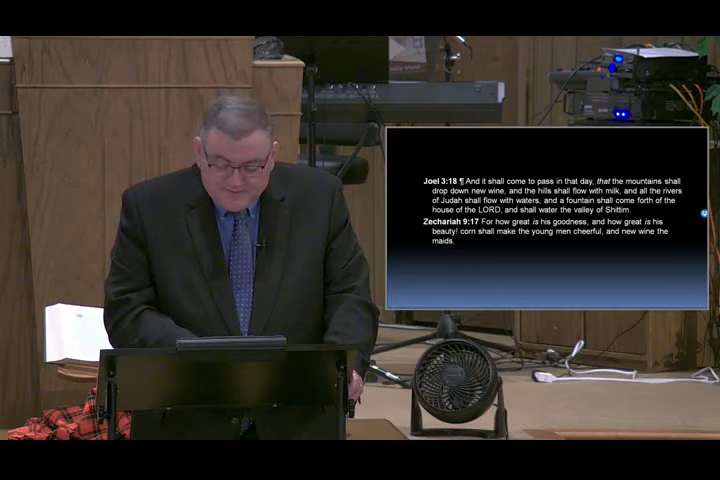 Joel 3:18 ¶ And it shall come to pass in that day, that the mountains shall
drop down new wine, and the hills shall flow with milk, and all the rivers
of Judah shall flow with waters, and a fountain shall come forth of the
house of the LORD, and shall water the valley of Shittim.
Zechariah 9:17 For how great is his goodness, and how great is his
beauty! corn shall make the young men cheerful, and new wine the
maids.